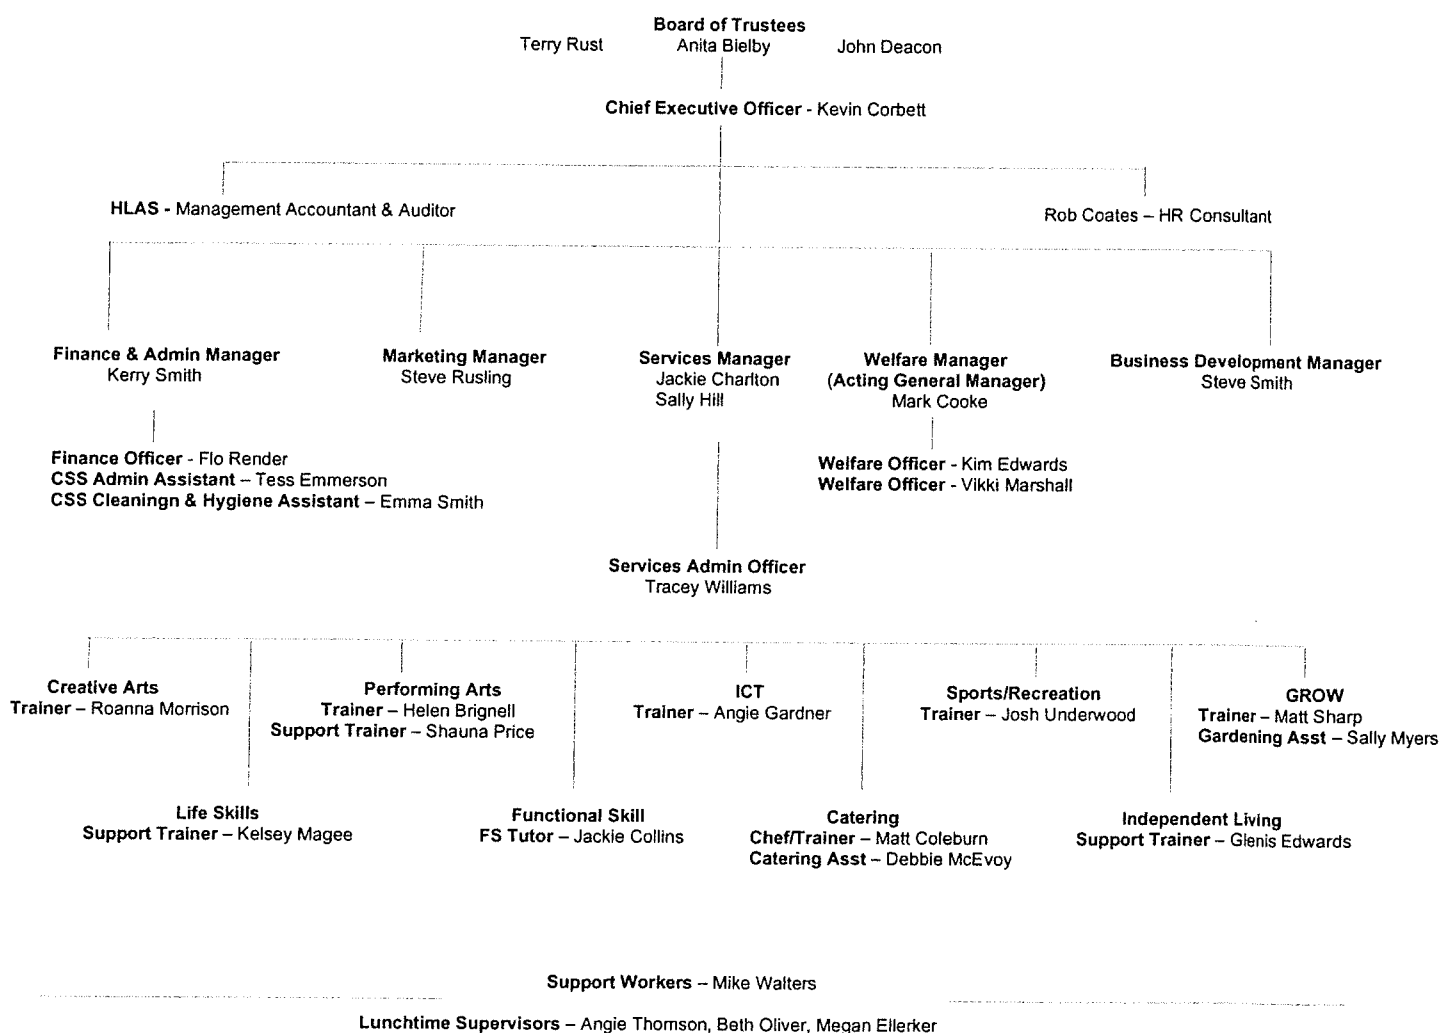 Board of Trustees
Terry Rust Anita Bielby John Deacon
Chief Executive Officer - Kevin Corbett
HLAS - Management Accountant & Auditor
Rob Coates – HR Consultant
Finance & Admin Manager
Kerry Smith
Marketing Manager
Steve Rusling
Services Manager
Jackie Charlton
Sally Hill
Welfare Manager
(Acting General Manager)
Mark Cooke
Business Development Manager
Steve Smith
Finance Officer - Flo Render
CSS Admin Assistant – Tess Emmerson
CSS Cleaningn & Hygiene Assistant – Emma Smith
Welfare Officer - Kim Edwards
Welfare Officer - Vikki Marshall
Services Admin Officer
Tracey Williams
Creative Arts
Trainer – Roanna Morrison
Performing Arts
Trainer – Helen Brignell
Support Trainer – Shauna Price
ICT
Trainer – Angie Gardner
Sports/Recreation
Trainer – Josh Underwood
GROW
Trainer – Matt Sharp
Gardening Asst – Sally Myers
Life Skills
Support Trainer – Kelsey Magee
Functional Skill
FS Tutor – Jackie Collins
Catering
Chef/Trainer – Matt Coleburn
Catering Asst – Debbie McEvoy
Independent Living
Support Trainer – Glenis Edwards
Support Workers – Mike Walters
Lunchtime Supervisors – Angie Thomson, Beth Oliver, Megan Ellerker